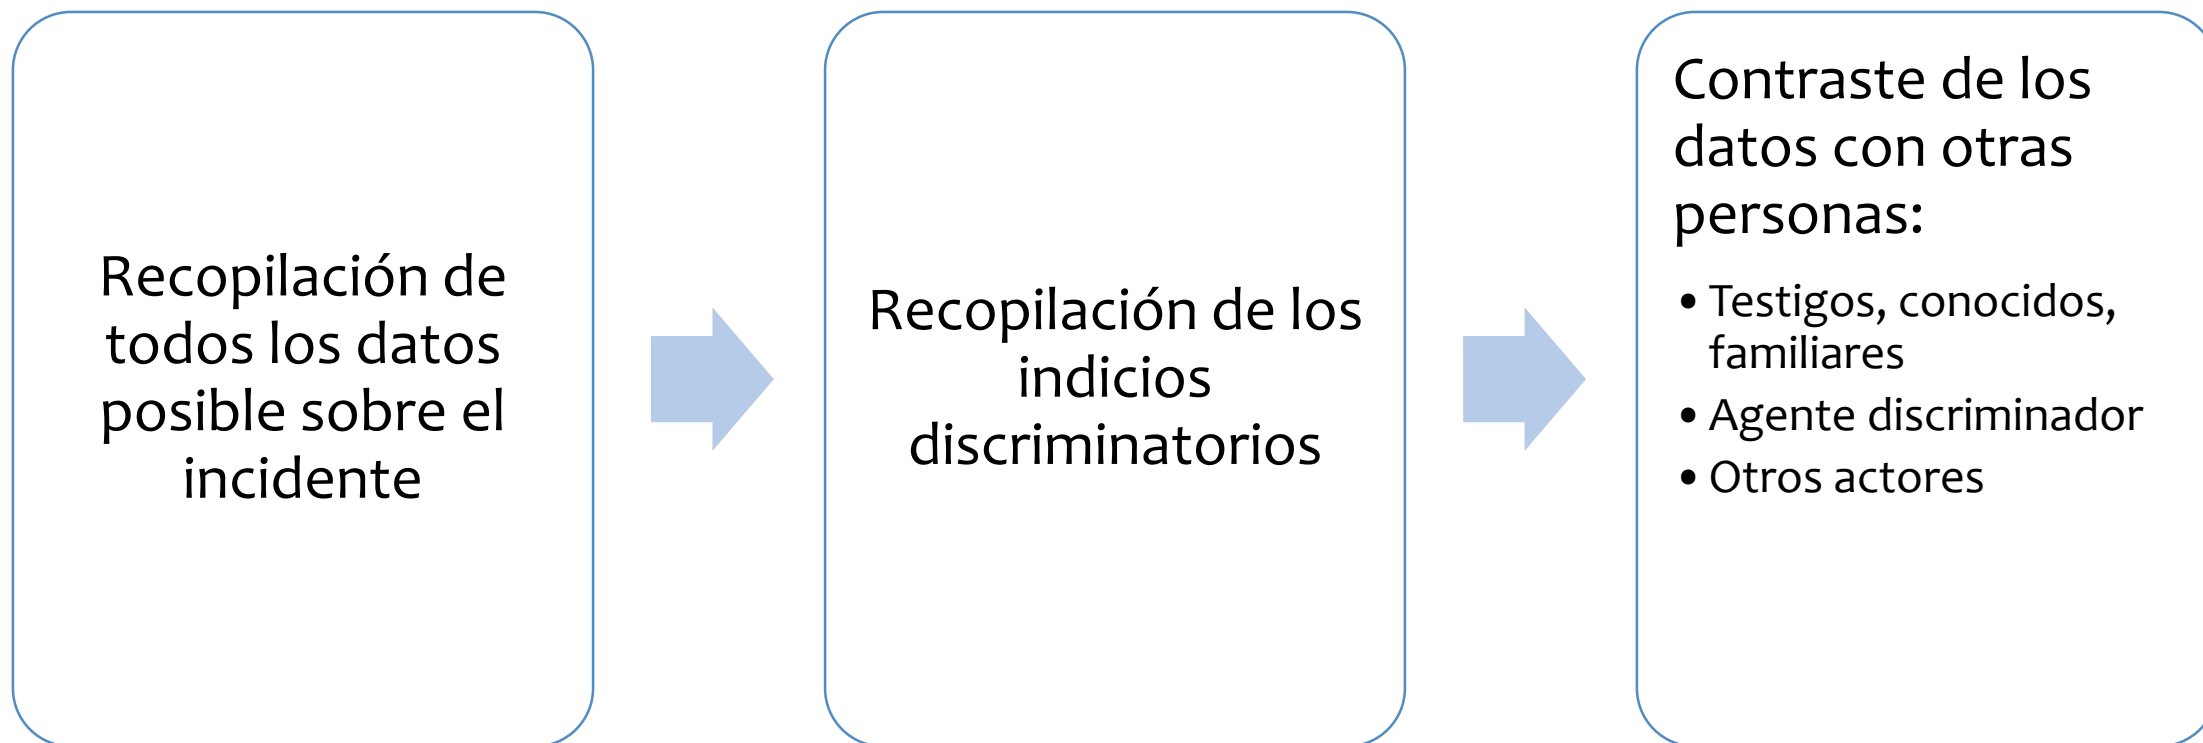 Recopilación de
todos los datos
posible sobre el
incidente
Recopilación de los
indicios
discriminatorios
Contraste de los
datos con otras
personas:
• Testigos, conocidos,
familiares
• Agente discriminador
• Otros actores